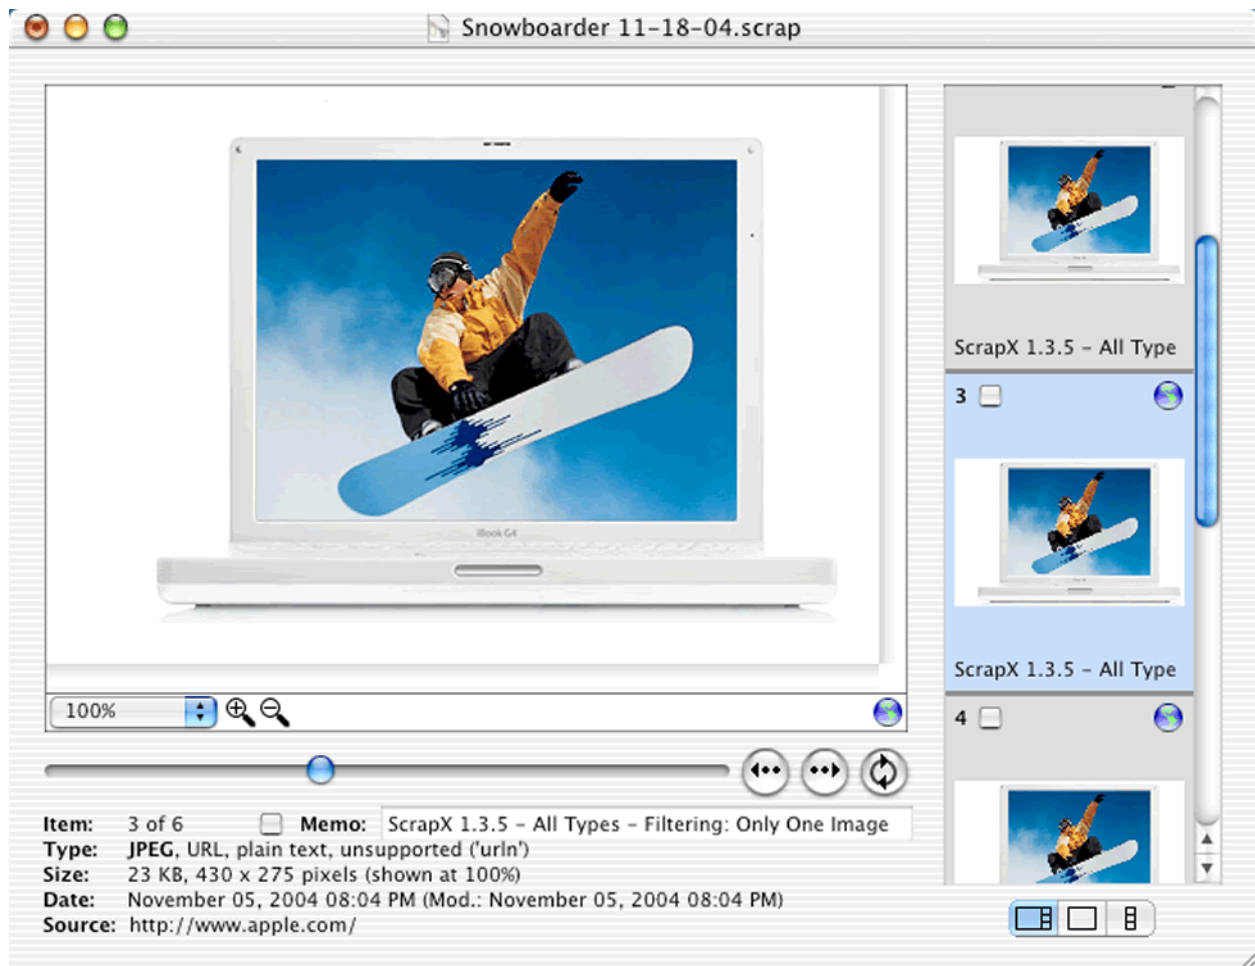 Snowboarder 11-18-04.scrap
iBook G4
100%
Item: 3 of 6 Memo: ScrapX 1.3.5 - All Types - Filtering: Only One Image
Type: JPEG, URL, plain text, unsupported ('urln')
Size: 23 KB, 430 x 275 pixels (shown at 100%)
Date: November 05, 2004 08:04 PM (Mod.: November 05, 2004 08:04 PM)
Source: http://www.apple.com/
ScrapX 1.3.5 - All Type
3
ScrapX 1.3.5 - All Type
4